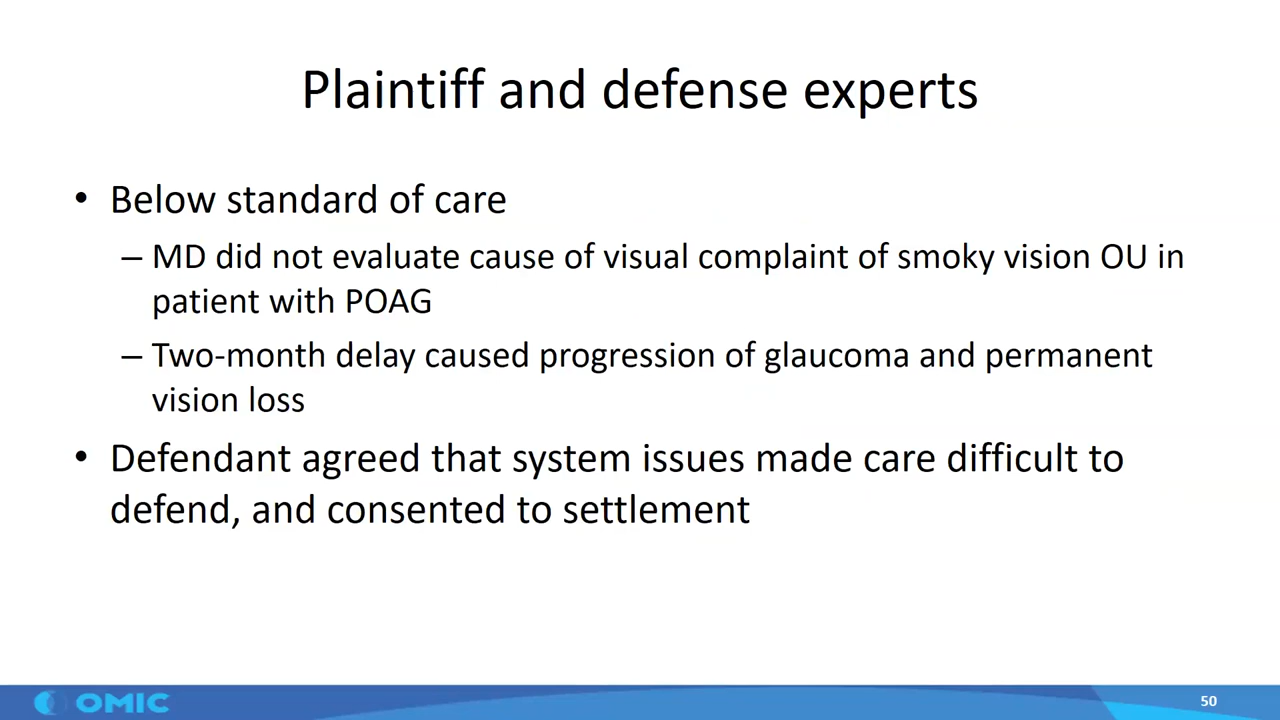 Plaintiff and defense experts
• Below standard of care
– MD did not evaluate cause of visual complaint of smoky vision OU in
patient with POAG
– Two-month delay caused progression of glaucoma and permanent
vision loss
• Defendant agreed that system issues made care difficult to
defend, and consented to settlement
OMIC
50